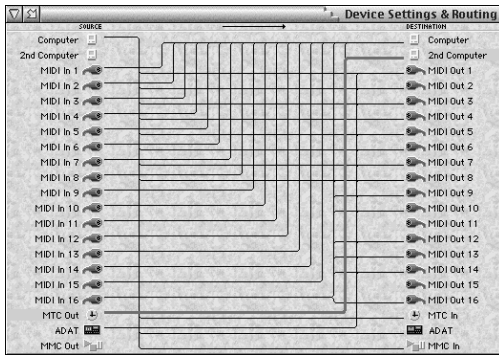 Device Settings & Routing
SOURCE DESTINATION
Computer Computer
2nd Computer 2nd Computer
MIDI In 1 MIDI Out 1
MIDI In 2 MIDI Out 2
MIDI In 3 MIDI Out 3
MIDI In 4 MIDI Out 4
MIDI In 5 MIDI Out 5
MIDI In 6 MIDI Out 6
MIDI In 7 MIDI Out 7
MIDI In 8 MIDI Out 8
MIDI In 9 MIDI Out 9
MIDI In 10 MIDI Out 10
MIDI In 11 MIDI Out 11
MIDI In 12 MIDI Out 12
MIDI In 13 MIDI Out 13
MIDI In 14 MIDI Out 14
MIDI In 15 MIDI Out 15
MIDI In 16 MIDI Out 16
MTC Out MTC In
ADAT ADAT
MMC Out MMC In